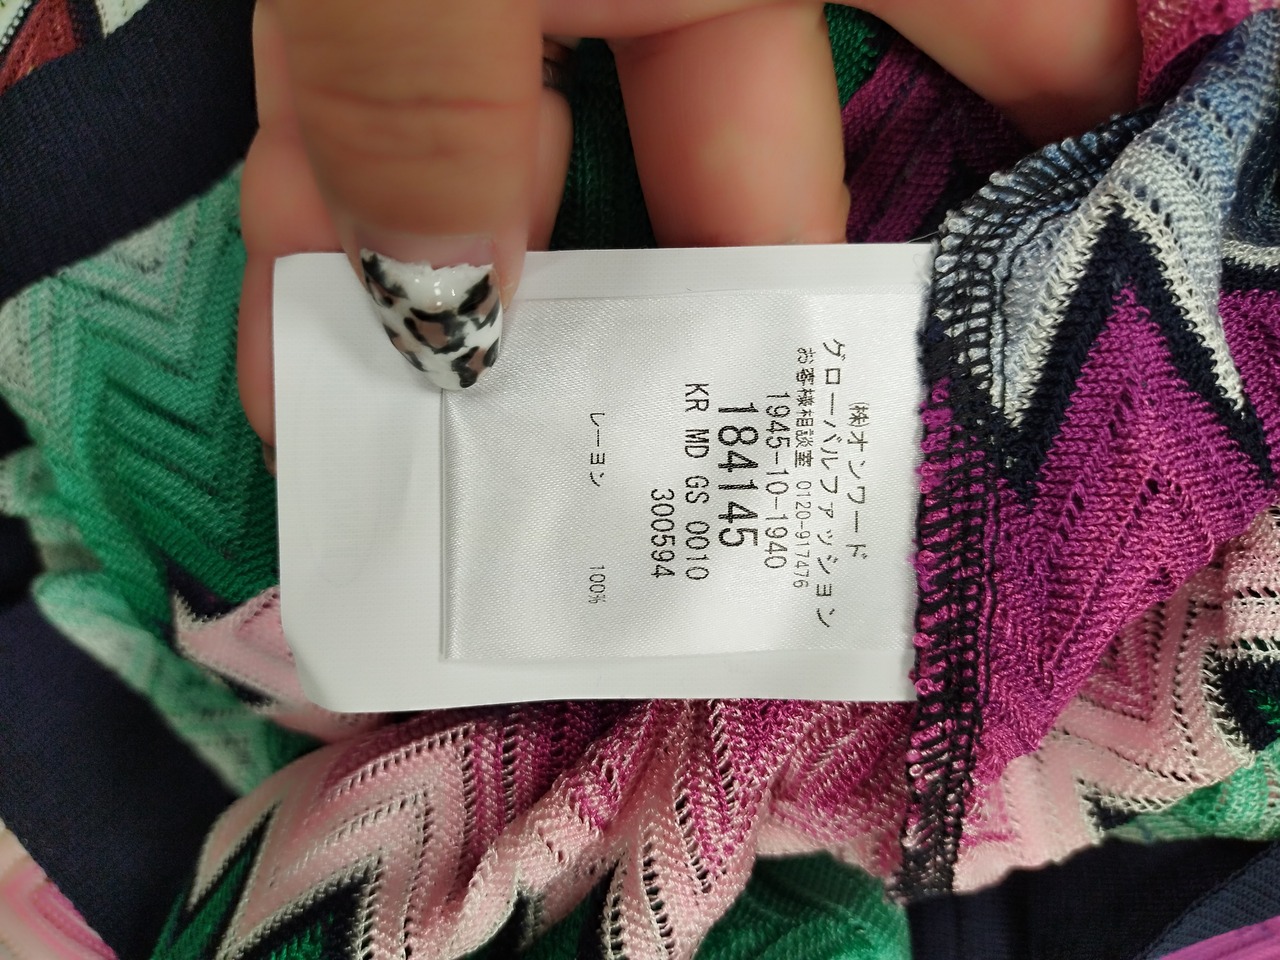 ㈱オンワード
グローバルファッション
お客様相談室 0120-917476
1945-10-1940
184145
KR MD GS 0010
300594
レーヨン 100%